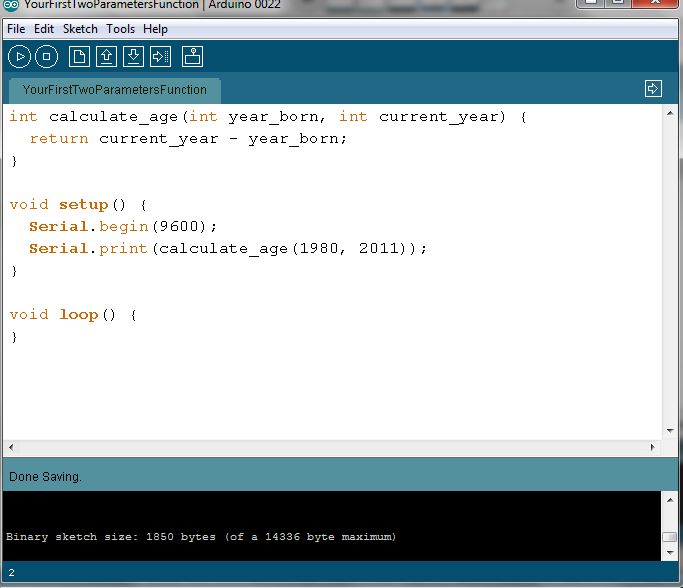 YourFirstTwoParametersFunction | Arduino 0022
File Edit Sketch Tools Help
YourFirstTwoParametersFunction
int calculate_age(int year_born, int current_year) {
  return current_year - year_born;
}
void setup() {
  Serial.begin(9600);
  Serial.print(calculate_age(1980, 2011));
}
void loop() {
}
Done Saving.
Binary sketch size: 1850 bytes (of a 14336 byte maximum)
2